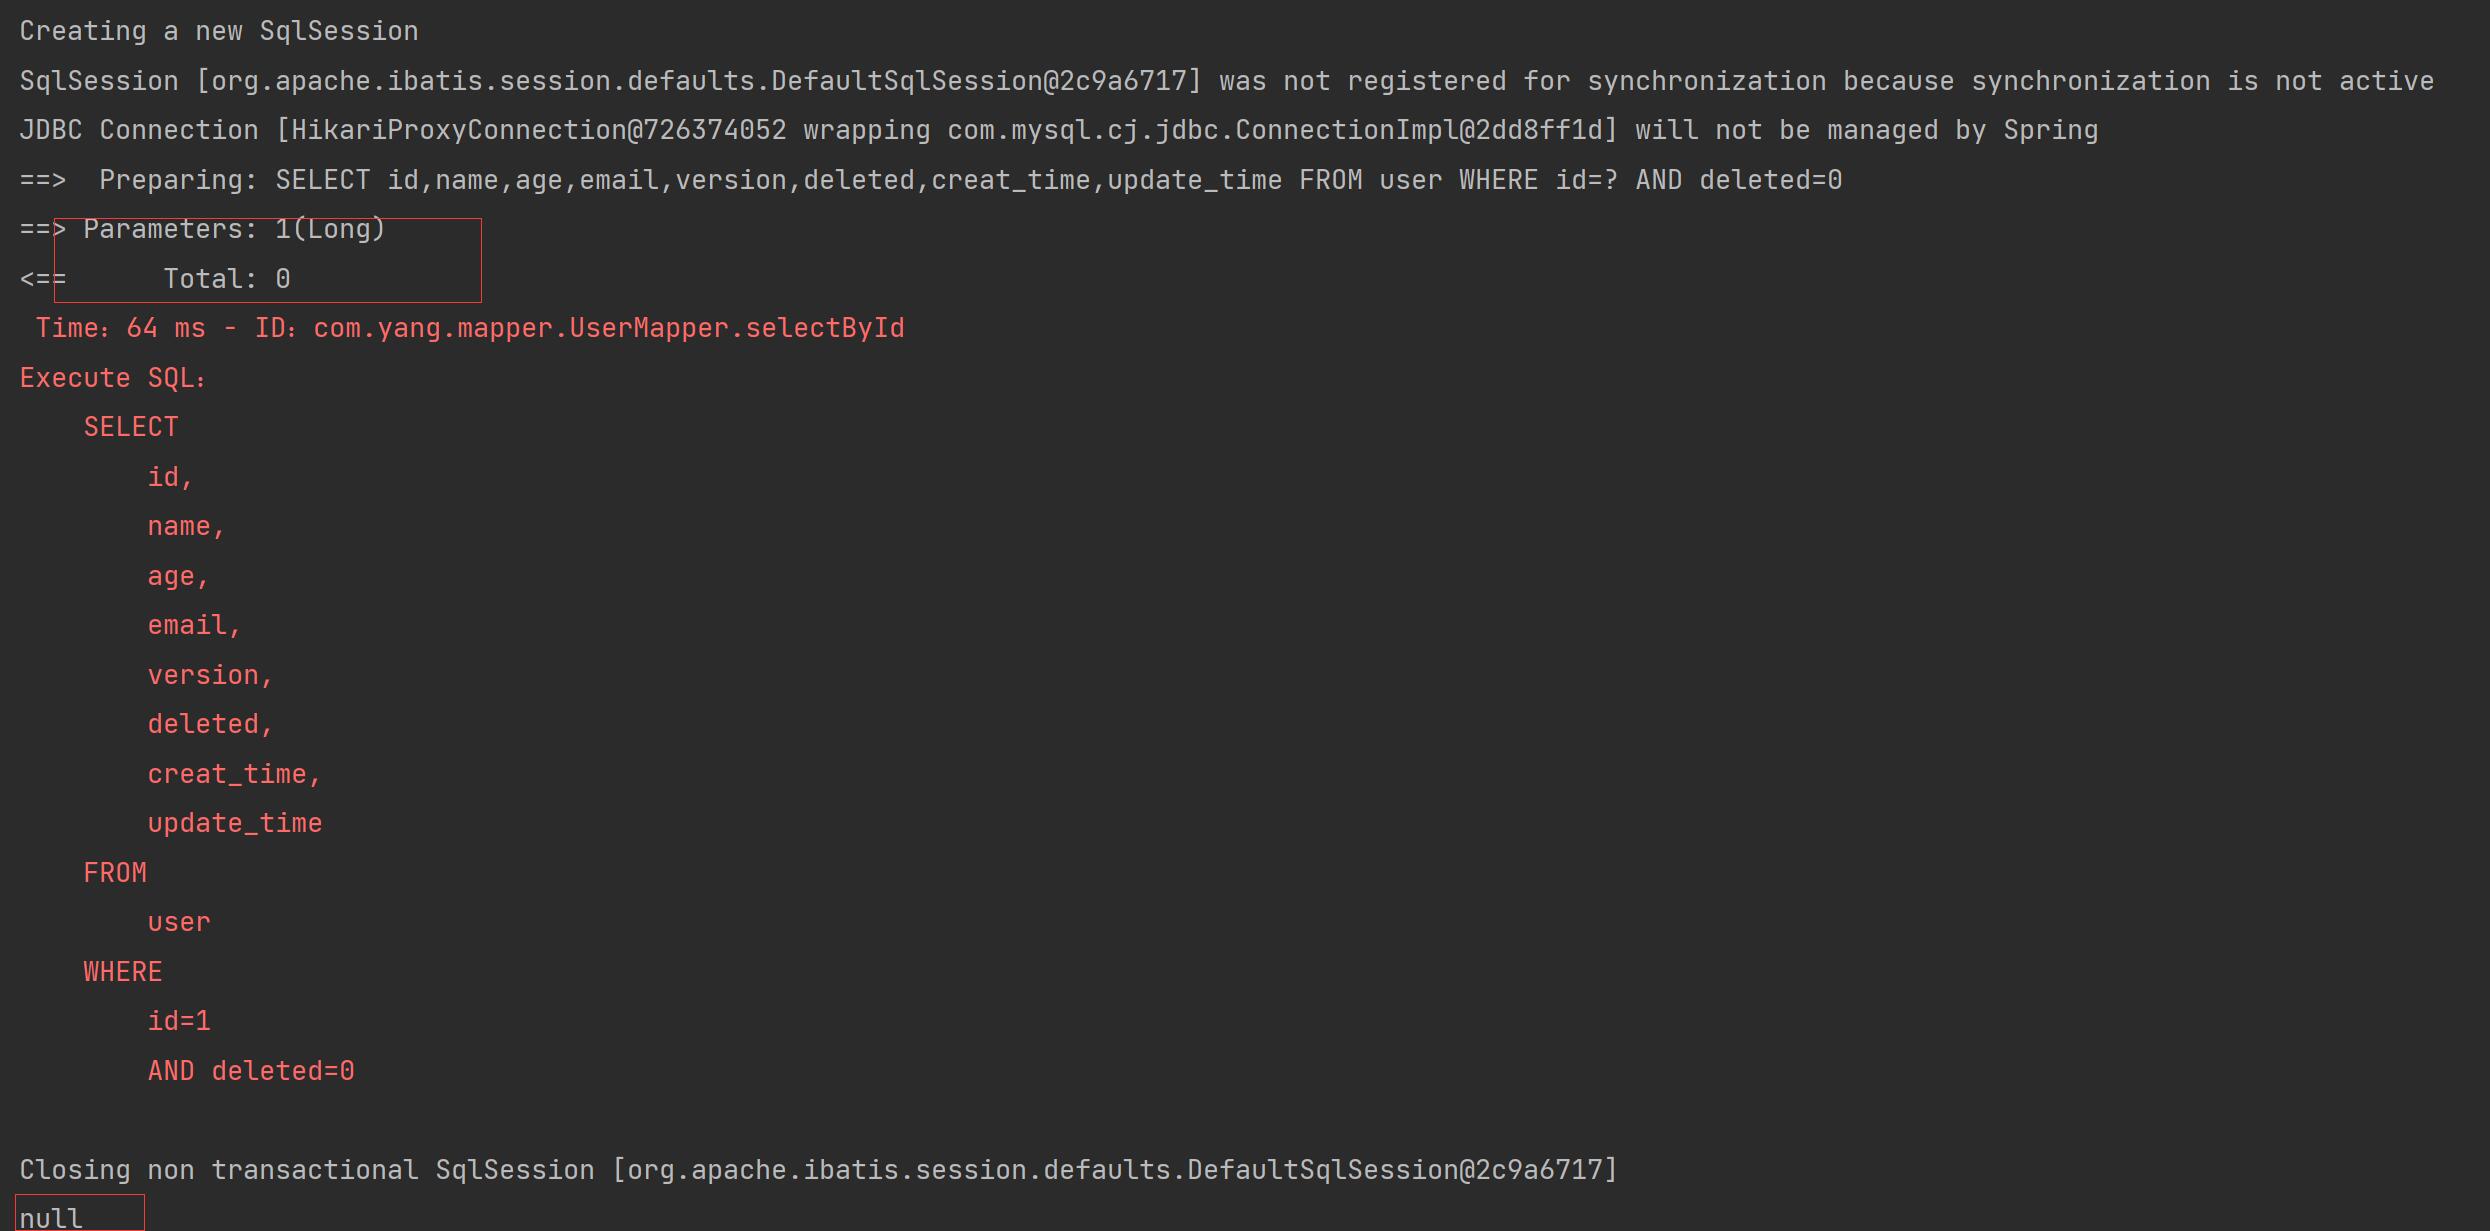 Creating a new SqlSession
SqlSession [org.apache.ibatis.session.defaults.DefaultSqlSession@2c9a6717] was not registered for synchronization because synchronization is not active
JDBC Connection [HikariProxyConnection@726374052 wrapping com.mysql.cj.jdbc.ConnectionImpl@2dd8ff1d] will not be managed by Spring
==>  Preparing: SELECT id,name,age,email,version,deleted,creat_time,update_time FROM user WHERE id=? AND deleted=0
==> Parameters: 1(Long)
<==      Total: 0
 Time：64 ms - ID：com.yang.mapper.UserMapper.selectById
Execute SQL：
    SELECT
        id,
        name,
        age,
        email,
        version,
        deleted,
        creat_time,
        update_time
    FROM
        user
    WHERE
        id=1
        AND deleted=0
Closing non transactional SqlSession [org.apache.ibatis.session.defaults.DefaultSqlSession@2c9a6717]
null